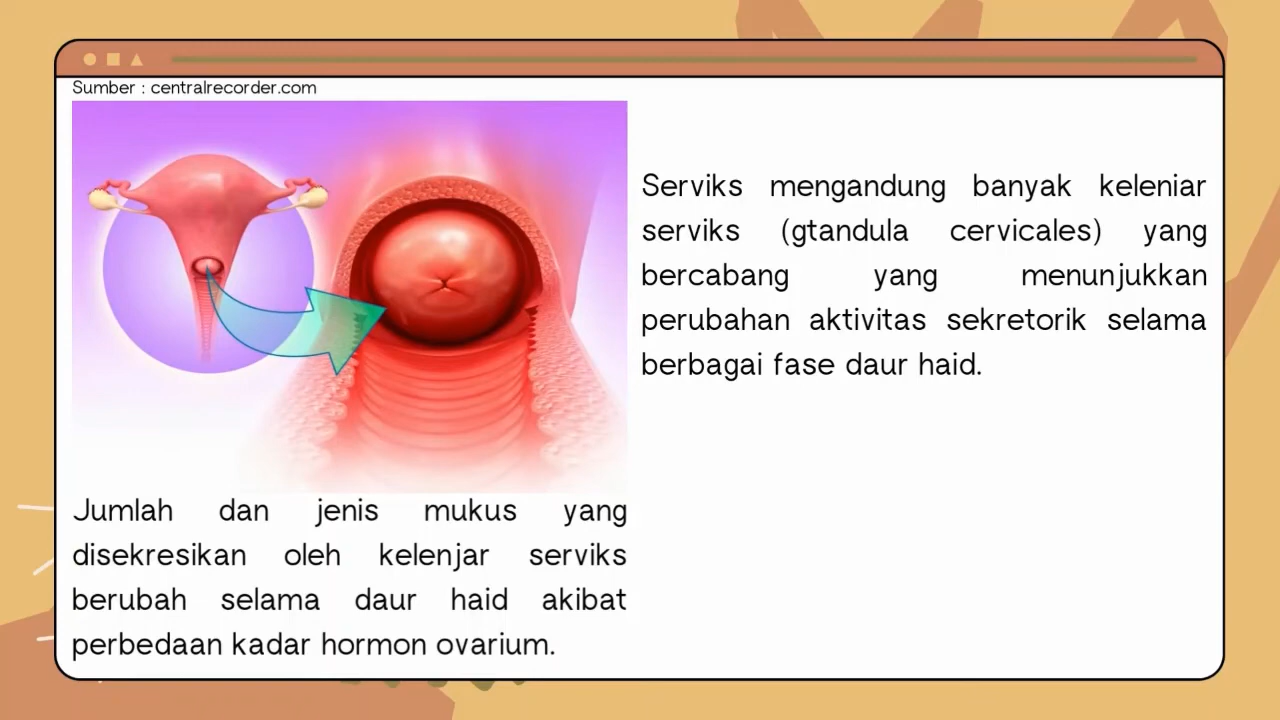 Sumber : centralrecorder.com
Serviks mengandung banyak keleniar
serviks (gtandula cervicales) yang
bercabang yang menunjukkan
perubahan aktivitas sekretorik selama
berbagai fase daur haid.
Jumlah dan jenis mukus yang
disekresikan oleh kelenjar serviks
berubah selama daur haid akibat
perbedaan kadar hormon ovarium.